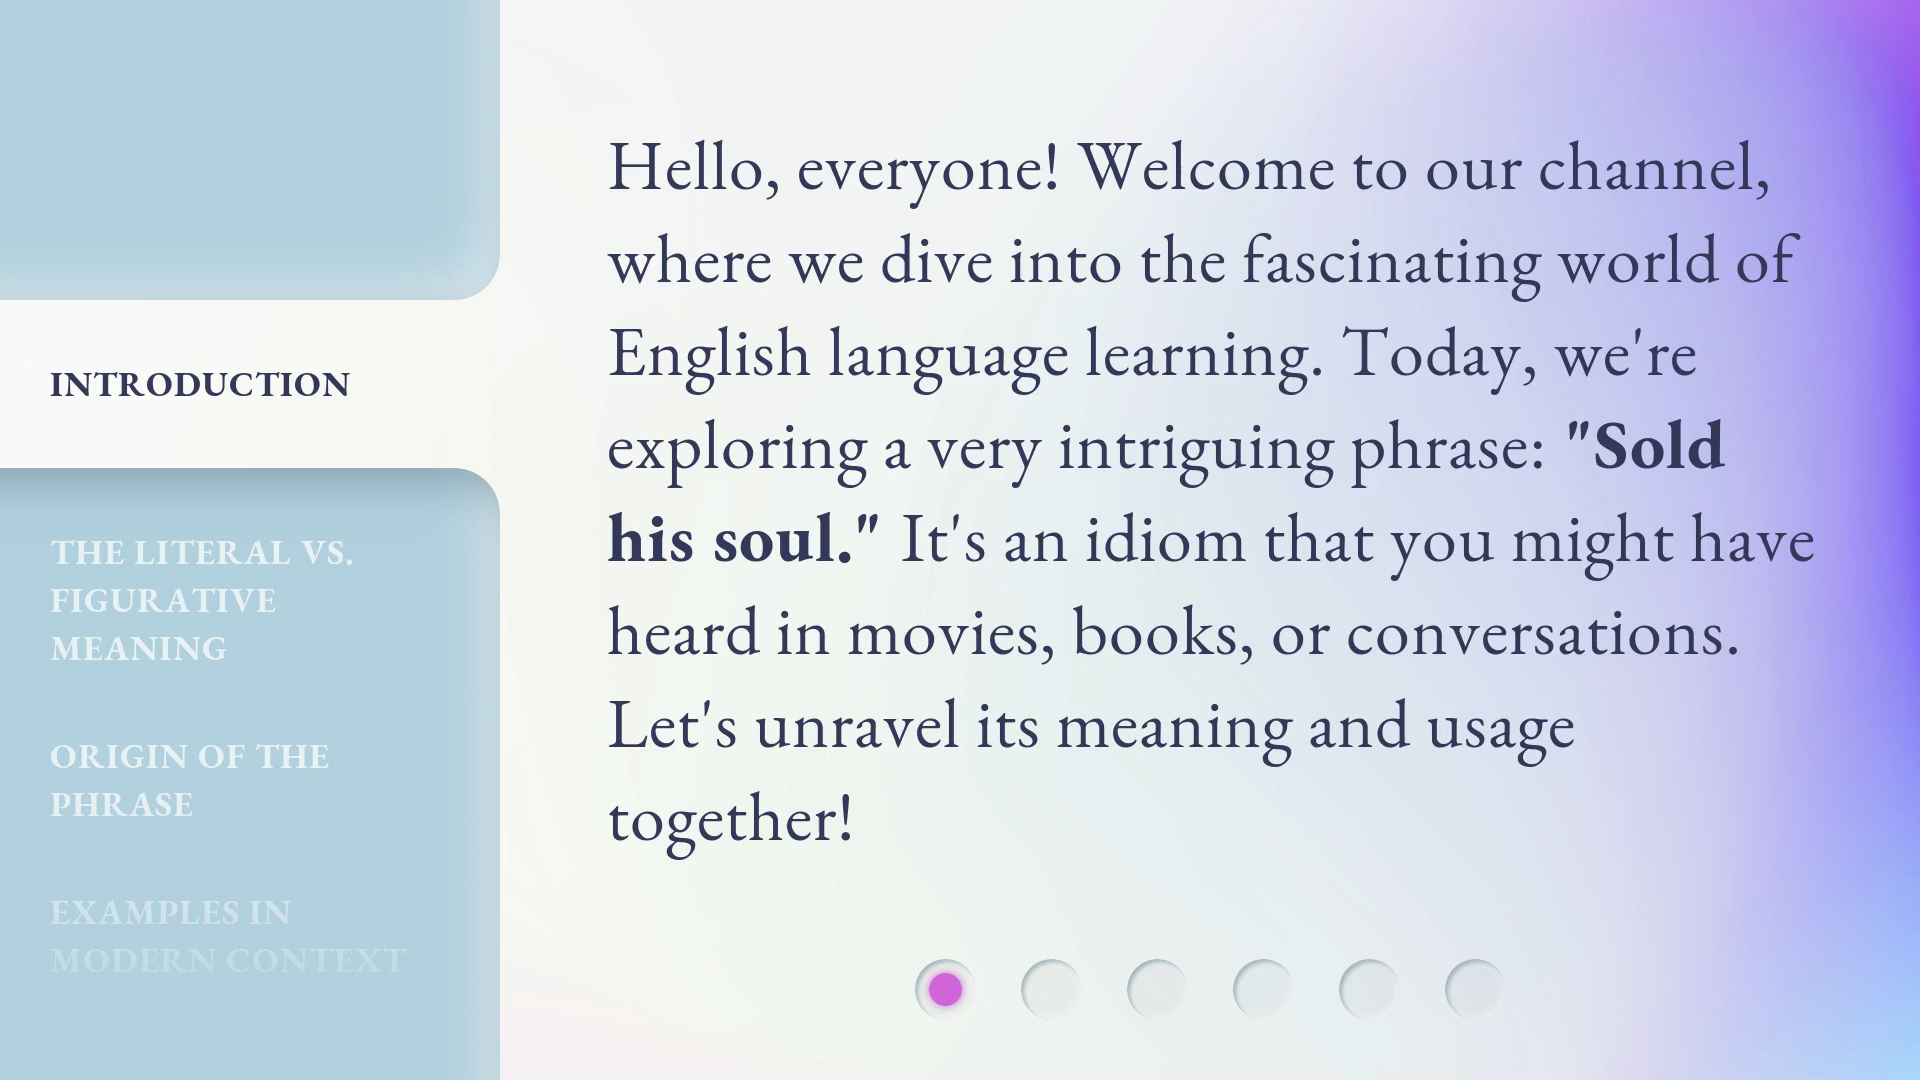 INTRODUCTION
THE LITERAL VS.
FIGURATIVE
MEANING
ORIGIN OF THE
PHRASE
EXAMPLES IN
MODERN CONTEXT
Hello, everyone! Welcome to our channel,
where we dive into the fascinating world of
English language learning. Today, we're
exploring a very intriguing phrase: "Sold
his soul." It's an idiom that you might have
heard in movies, books, or conversations.
Let's unravel its meaning and usage
together!